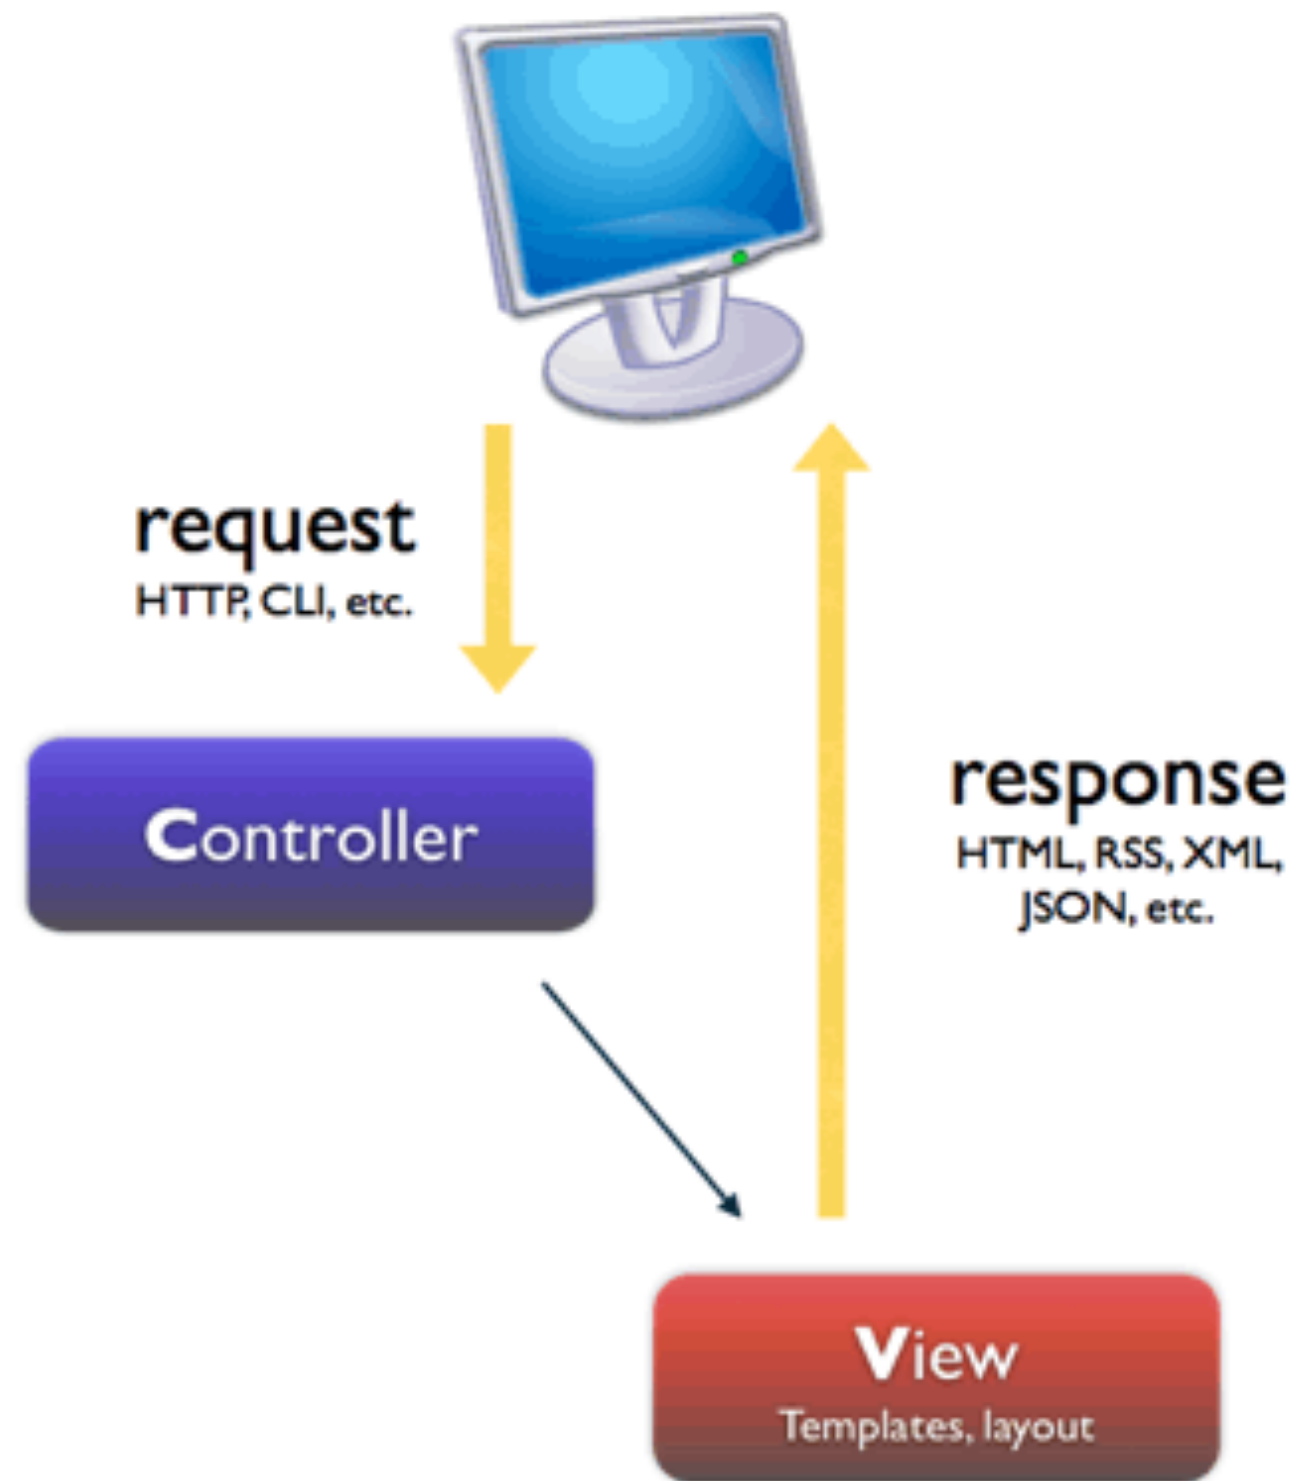 request
HTTP, CLI, etc.
Controller
response
HTML, RSS, XML,
JSON, etc.
View
Templates, layout